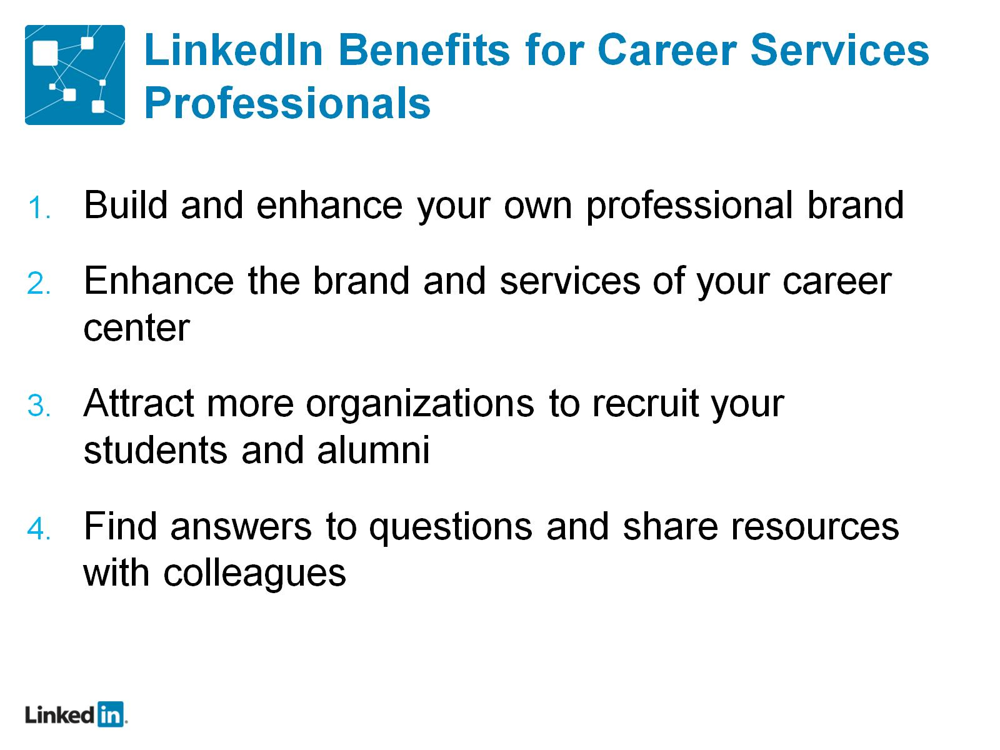 LinkedIn Benefits for Career Services
Professionals
1. Build and enhance your own professional brand
2. Enhance the brand and services of your career
center
3. Attract more organizations to recruit your
students and alumni
4. Find answers to questions and share resources
with colleagues
Linked in.